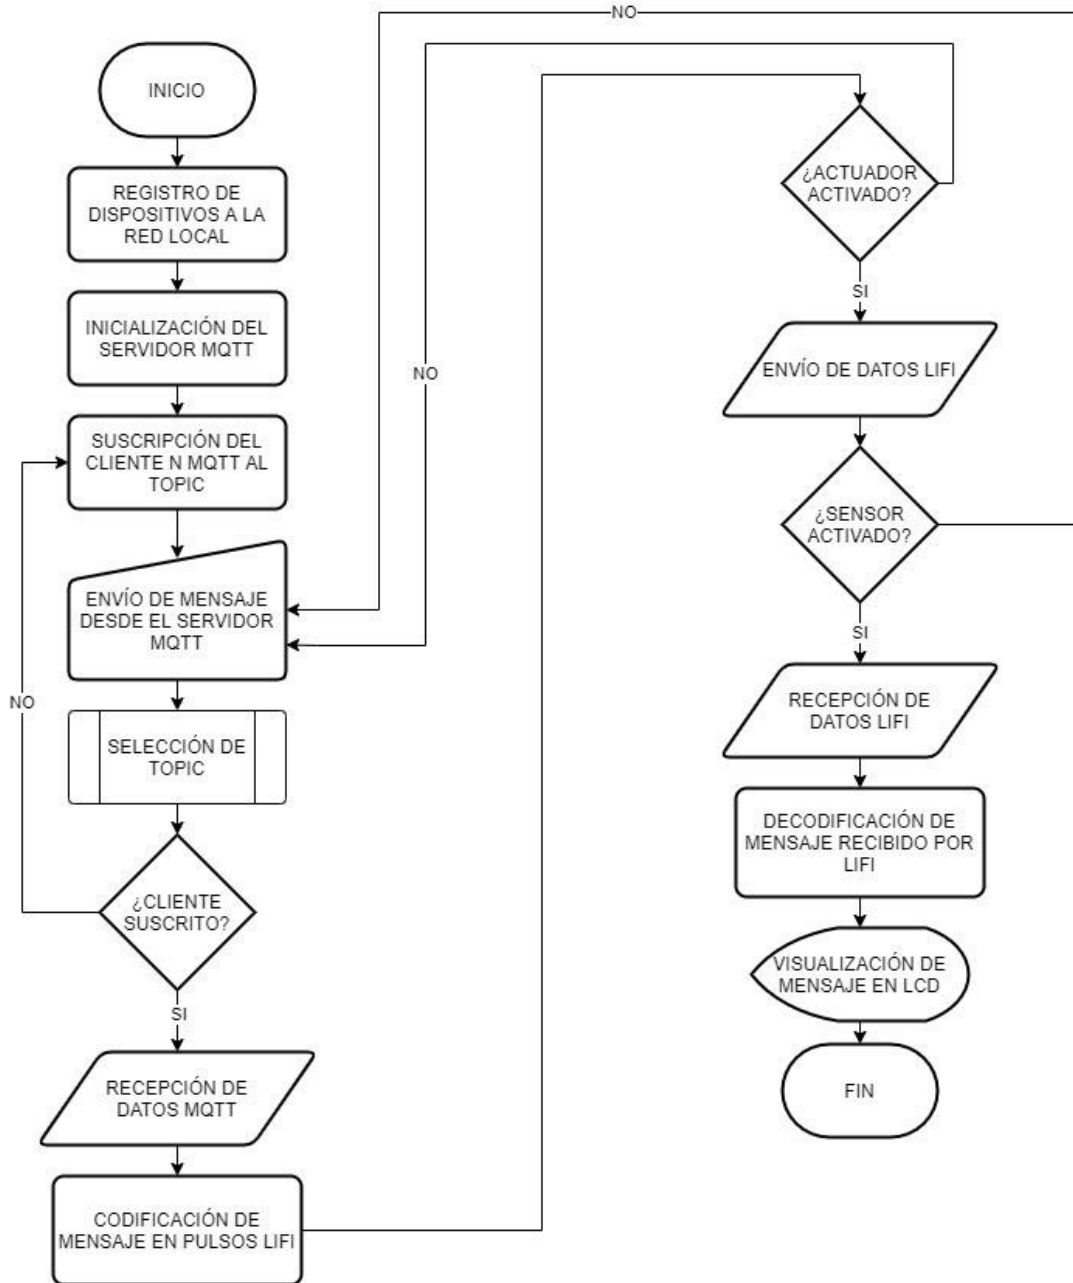 INICIO
REGISTRO DE
DISPOSITIVOS A LA
RED LOCAL
INICIALIZACIÓN DEL
SERVIDOR MQTT
SUSCRIPCIÓN DEL
CLIENTE N MQTT AL
TOPIC
ENVÍO DE MENSAJE
DESDE EL SERVIDOR
MQTT
SELECCIÓN DE
TOPIC
NO
¿CLIENTE
SUSCRITO?
SI
RECEPCIÓN DE
DATOS MQTT
CODIFICACIÓN DE
MENSAJE EN PULSOS LIFI
NO
NO
¿ACTUADOR
ACTIVADO?
SI
ENVÍO DE DATOS LIFI
¿SENSOR
ACTIVADO?
SI
RECEPCIÓN DE
DATOS LIFI
DECODIFICACIÓN DE
MENSAJE RECIBIDO POR
LIFI
VISUALIZACIÓN DE
MENSAJE EN LCD
FIN